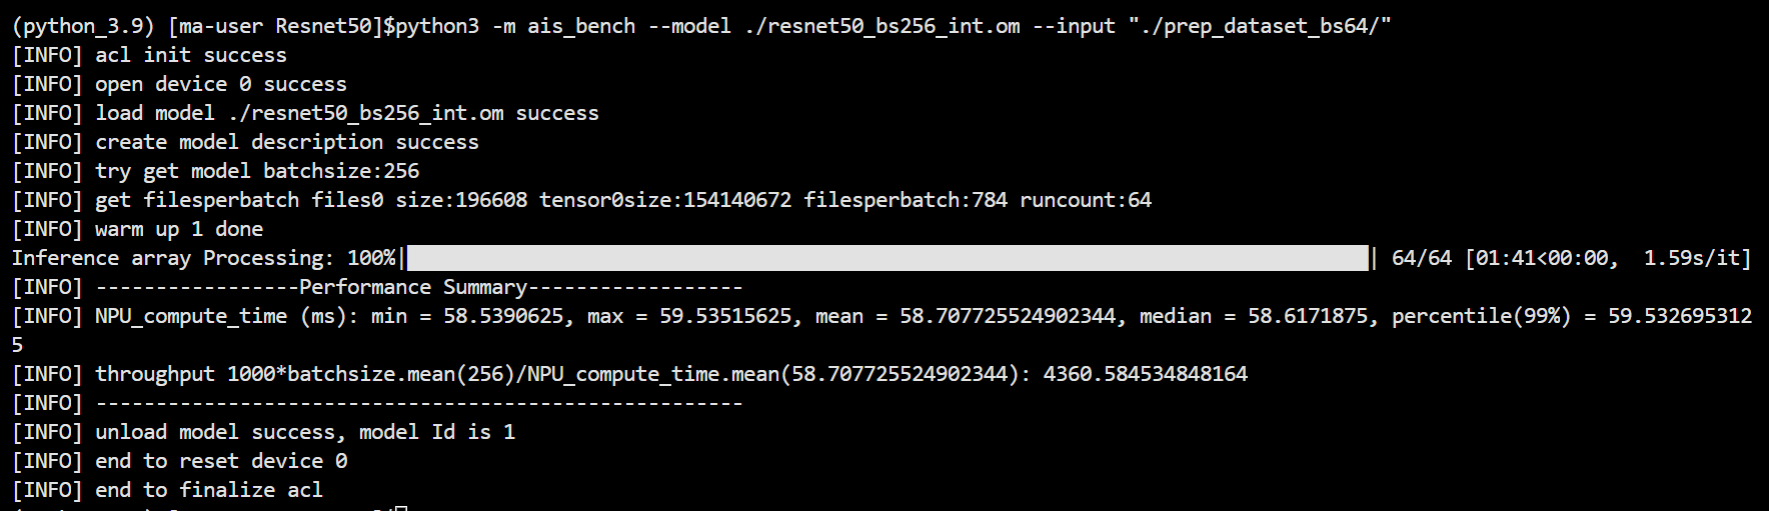 (python_3.9) [ma-user Resnet50]$python3 -m ais_bench --model ./resnet50_bs256_int.om --input "./prep_dataset_bs64/"
[INFO] acl init success
[INFO] open device 0 success
[INFO] load model ./resnet50_bs256_int.om success
[INFO] create model description success
[INFO] try get model batchsize:256
[INFO] get filesperbatch files0 size:196608 tensor0size:154140672 filesperbatch:784 runcount:64
[INFO] warm up 1 done
Inference array Processing: 100%|| 64/64 [01:41<00:00,  1.59s/it]
[INFO] -----------------Performance Summary------------------
[INFO] NPU_compute_time (ms): min = 58.5390625, max = 59.53515625, mean = 58.707725524902344, median = 58.6171875, percentile(99%) = 59.532695312
5
[INFO] throughput 1000*batchsize.mean(256)/NPU_compute_time.mean(58.707725524902344): 4360.584534848164
[INFO] ------------------------------------------------------
[INFO] unload model success, model Id is 1
[INFO] end to reset device 0
[INFO] end to finalize acl